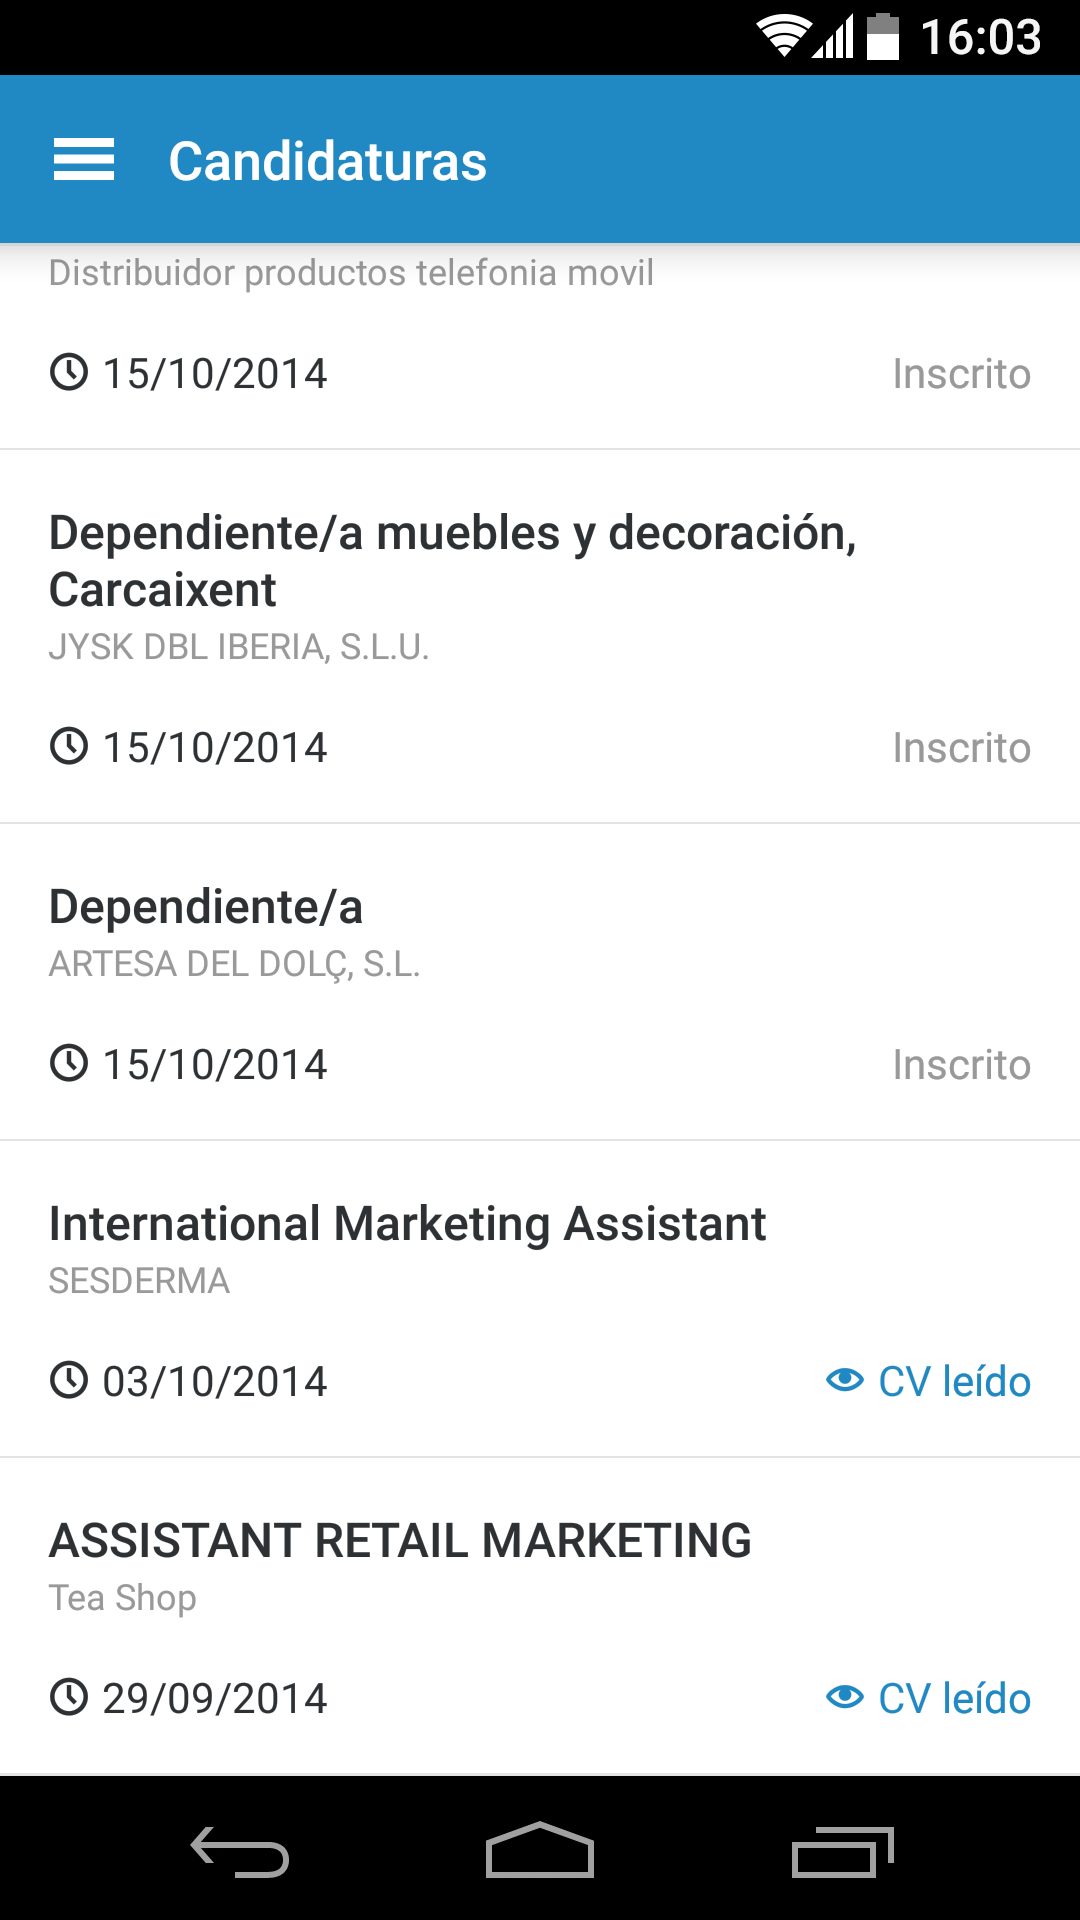 16:03
Candidaturas
Distribuidor productos telefonia movil
15/10/2014 Inscrito
Dependiente/a muebles y decoración,
Carcaixent
JYSK DBL IBERIA, S.L.U.
15/10/2014 Inscrito
Dependiente/a
ARTESA DEL DOLÇ, S.L.
15/10/2014 Inscrito
International Marketing Assistant
SESDERMA
03/10/2014 CV leído
ASSISTANT RETAIL MARKETING
Tea Shop
29/09/2014 CV leído